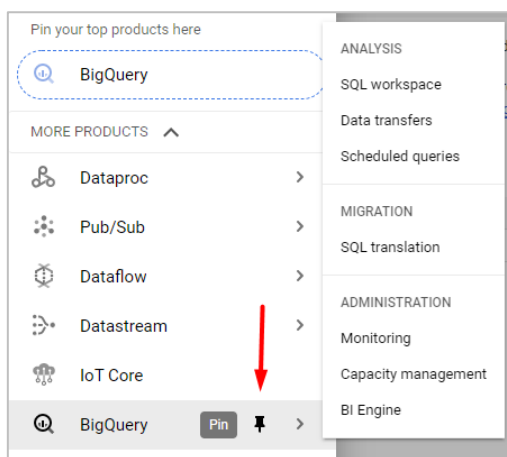 Pin your top products here
BigQuery
MORE PRODUCTS
Dataproc
Pub/Sub
Dataflow
Datastream
IoT Core
BigQuery Pin
ANALYSIS
SQL workspace
Data transfers
Scheduled queries
MIGRATION
SQL translation
ADMINISTRATION
Monitoring
Capacity management
BI Engine